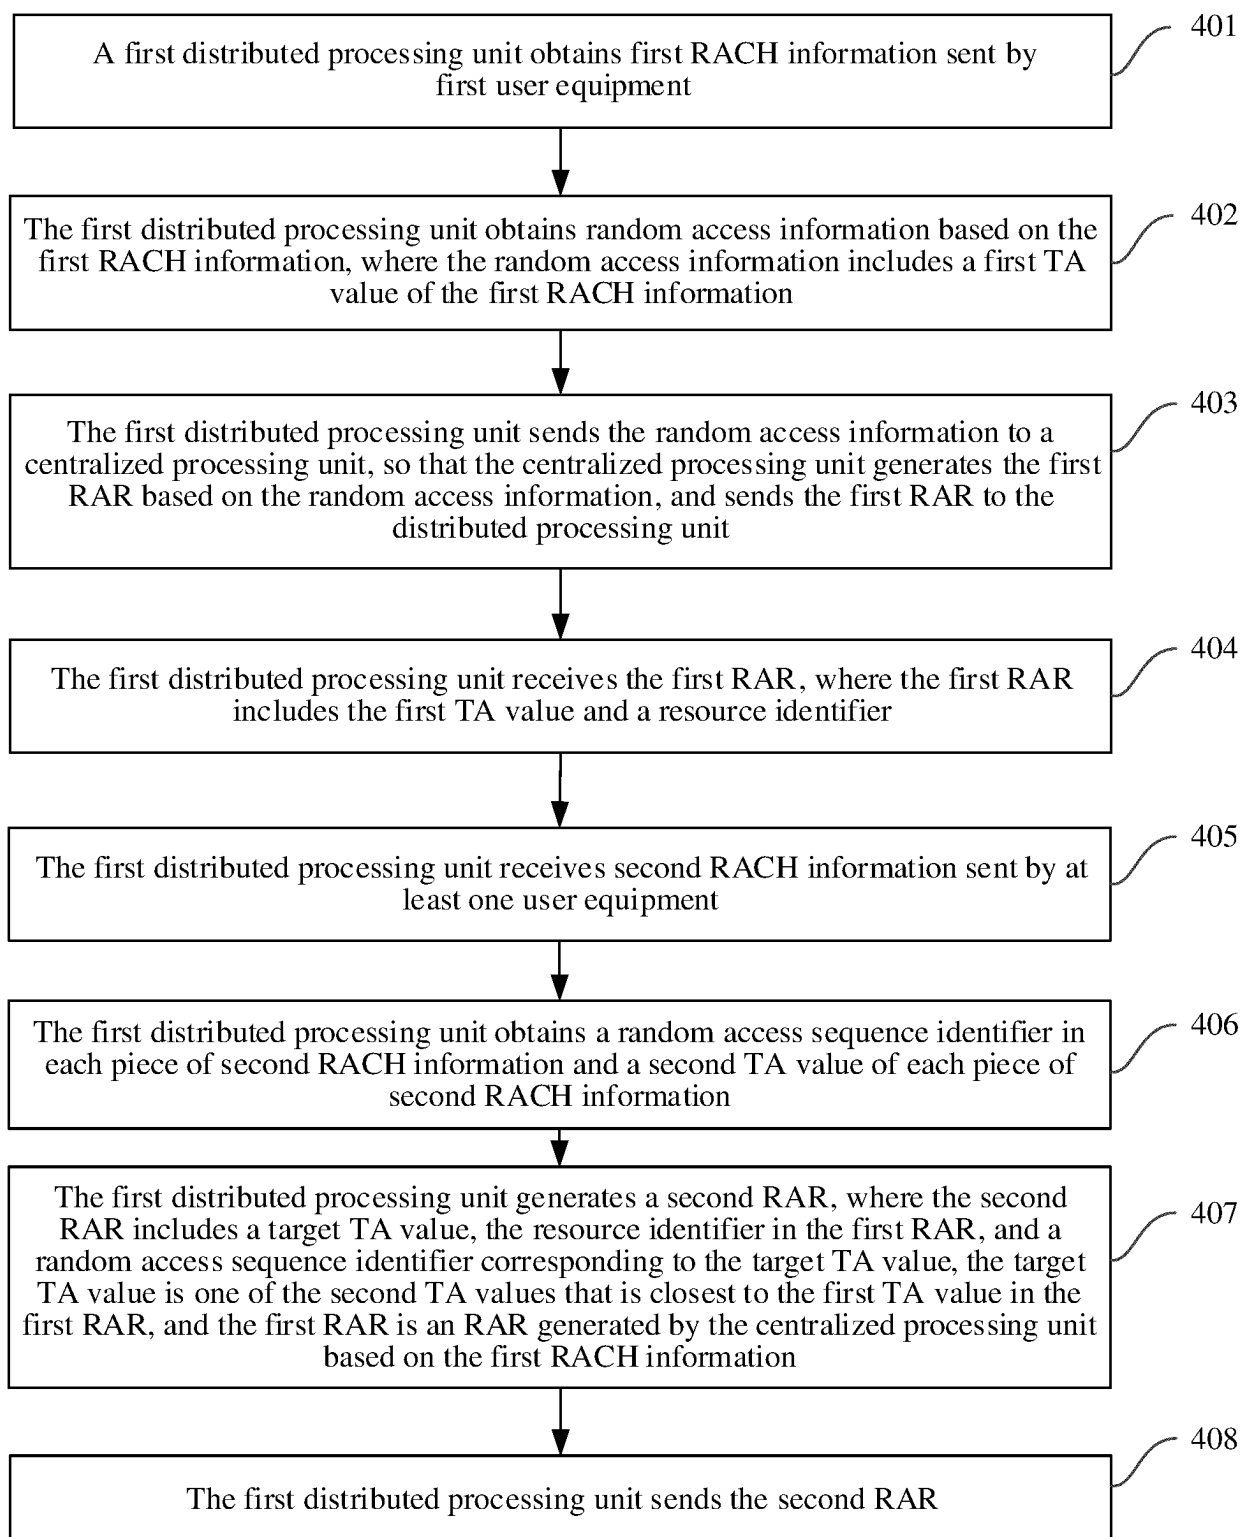 401
A first distributed processing unit obtains first RACH information sent by
first user equipment
402
The first distributed processing unit obtains random access information based on the
first RACH information, where the random access information includes a first TA
value of the first RACH information
403
The first distributed processing unit sends the random access information to a
centralized processing unit, so that the centralized processing unit generates the first
RAR based on the random access information, and sends the first RAR to the
distributed processing unit
404
The first distributed processing unit receives the first RAR, where the first RAR
includes the first TA value and a resource identifier
405
The first distributed processing unit receives second RACH information sent by at
least one user equipment
406
The first distributed processing unit obtains a random access sequence identifier in
each piece of second RACH information and a second TA value of each piece of
second RACH information
407
The first distributed processing unit generates a second RAR, where the second
RAR includes a target TA value, the resource identifier in the first RAR, and a
random access sequence identifier corresponding to the target TA value, the target
TA value is one of the second TA values that is closest to the first TA value in the
first RAR, and the first RAR is an RAR generated by the centralized processing unit
based on the first RACH information
408
The first distributed processing unit sends the second RAR